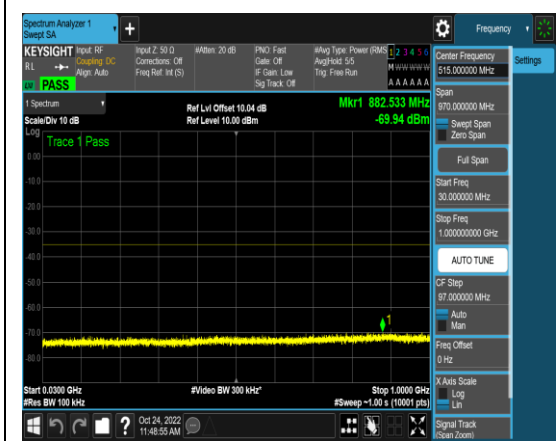 Spectrum Analyzer 1
Swept SA
Frequency
KEYSIGHT
RL
PASS
Input: RF
Coupling: DC
Align: Auto
Input Z: 50 Ω
Corrections: Off
Freq Ref: Int (S)
#Atten: 20 dB
PNO: Fast
Gate: Off
IF Gain: Low
Sig Track: Off
#Avg Type: Power (RMS
Avg|Hold: 5/5
Trig: Free Run
1 2 3 4 5 6
M W W W W W
A A A A A A
1 Spectrum
Scale/Div 10 dB
Ref Lvl Offset 10.04 dB
Ref Level 10.00 dBm
Mkr1 882.533 MHz
-69.94 dBm
Log
Trace 1 Pass
0.00
-10.0
-20.0
-30.0
-40.0
-50.0
-60.0
-70.0
-80.0
1
Start 0.0300 GHz
#Res BW 100 kHz
#Video BW 300 kHz*
Stop 1.0000 GHz
#Sweep ~1.00 s (10001 pts)
Center Frequency
515.000000 MHz
Settings
Span
970.000000 MHz
Swept Span
Zero Span
Full Span
Start Freq
30.000000 MHz
Stop Freq
1.000000000 GHz
AUTO TUNE
CF Step
97.000000 MHz
Auto
Man
Freq Offset
0 Hz
X Axis Scale
Log
Lin
Signal Track
(Span Zoom)
?
Oct 24, 2022
11:48:55 AM